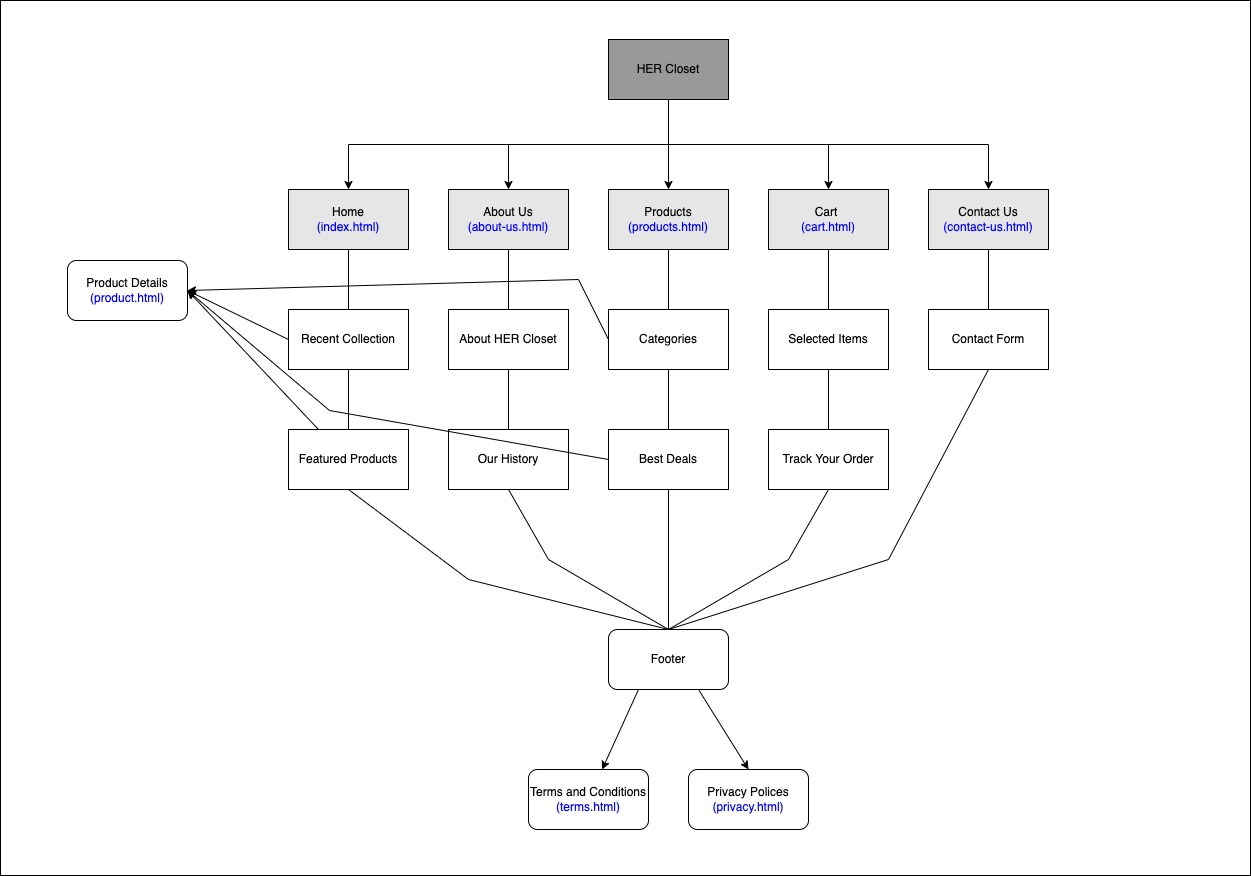 HER Closet
Home
(index.html)
About Us
(about-us.html)
Products
(products.html)
Cart
(cart.html)
Contact Us
(contact-us.html)
Product Details
(product.html)
Recent Collection
About HER Closet
Categories
Selected Items
Contact Form
Featured Products
Our History
Best Deals
Track Your Order
Footer
Terms and Conditions
(terms.html)
Privacy Polices
(privacy.html)